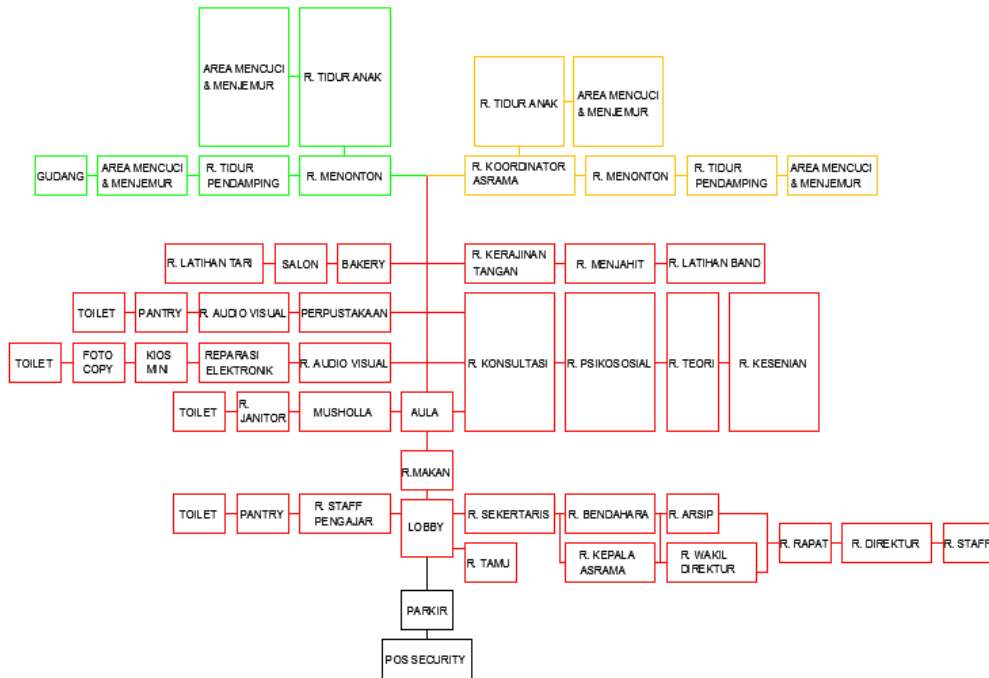 AREA MENCUCI
& MENJEMUR
R. TIDUR ANAK
R. TIDUR ANAK
AREA MENCUCI
& MENJEMUR
GUDANG
AREA MENCUCI
& MENJEMUR
R. TIDUR
PENDAMPING
R. MENONTON
R. KOORDINATOR
ASRAMA
R. MENONTON
R. TIDUR
PENDAMPING
AREA MENCUCI
& MENJEMUR
R. LATIHAN TARI
SALON
BAKERY
R. KERAJINAN
TANGAN
R. MENJAHIT
R. LATIHAN BAND
TOILET
PANTRY
R. AUDIO VISUAL
PERPUSTAKAAN
TOILET
FOTO
COPY
KIOS
MINI
REPARASI
ELEKTRONIK
R. AUDIO VISUAL
R. KONSULTASI
R. PSIKOSOSIAL
R. TEORI
R. KESENIAN
TOILET
R.
JANITOR
MUSHOLLA
AULA
R.MAKAN
TOILET
PANTRY
R. STAFF
PENGAJAR
LOBBY
R. SEKERTARIS
R. BENDAHARA
R. ARSIP
R. TAMU
R. KEPALA
ASRAMA
R. WAKIL
DIREKTUR
R. RAPAT
R. DIREKTUR
R. STAFF
PARKIR
POS SECURITY